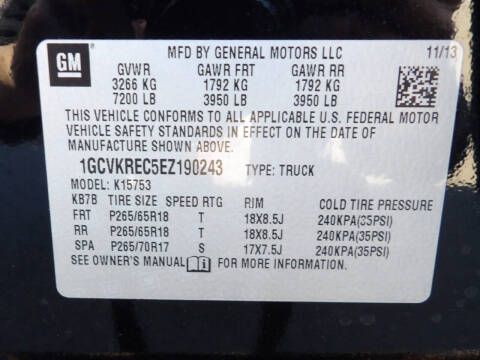 GM
MFD BY GENERAL MOTORS LLC 11/13
GVWR GAWR FRT GAWR RR
3266 KG 1792 KG 1792 KG
7200 LB 3950 LB 3950 LB
THIS VEHICLE CONFORMS TO ALL APPLICABLE U.S. FEDERAL MOTOR
VEHICLE SAFETY STANDARDS IN EFFECT ON THE DATE OF
MANUFACTURE SHOWN ABOVE.
1GCVKREC5EZ190243 TYPE: TRUCK
MODEL: K15753
KB7B TIRE SIZE SPEED RTG RIM COLD TIRE PRESSURE
FRT P265/65R18 T 18X8.5J 240KPA(35PSI)
RR P265/65R18 T 18X8.5J 240KPA(35PSI)
SPA P265/70R17 S 17X7.5J 240KPA(35PSI)
SEE OWNER'S MANUAL i FOR MORE INFORMATION.